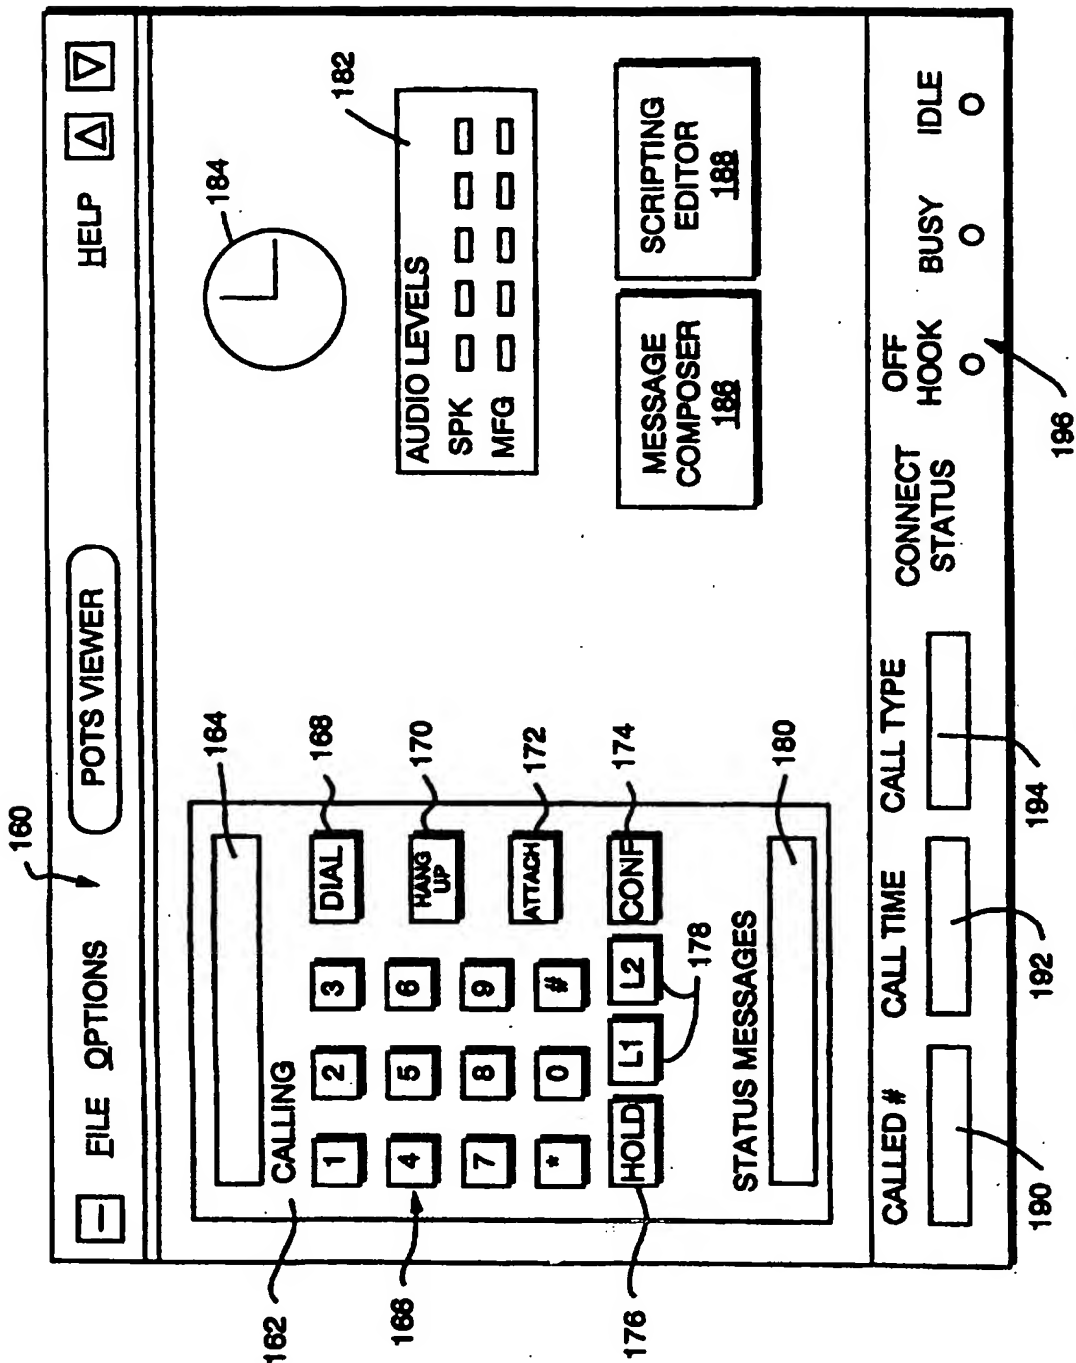 160
FILE OPTIONS
POTS VIEWER
HELP
162
164
CALLING
1 2 3
DIAL
168
168
4 5 6
HANG
UP
170
7 8 9
ATTACH
172
* 0 #
HOLD
L1
L2
CONF
174
176
178
STATUS MESSAGES
180
184
182
AUDIO LEVELS
SPK
MFG
MESSAGE
COMPOSER
186
SCRIPTING
EDITOR
188
CALLED #
CALL TIME
CALL TYPE
CONNECT
STATUS
OFF
HOOK
BUSY
IDLE
190
192
194
196